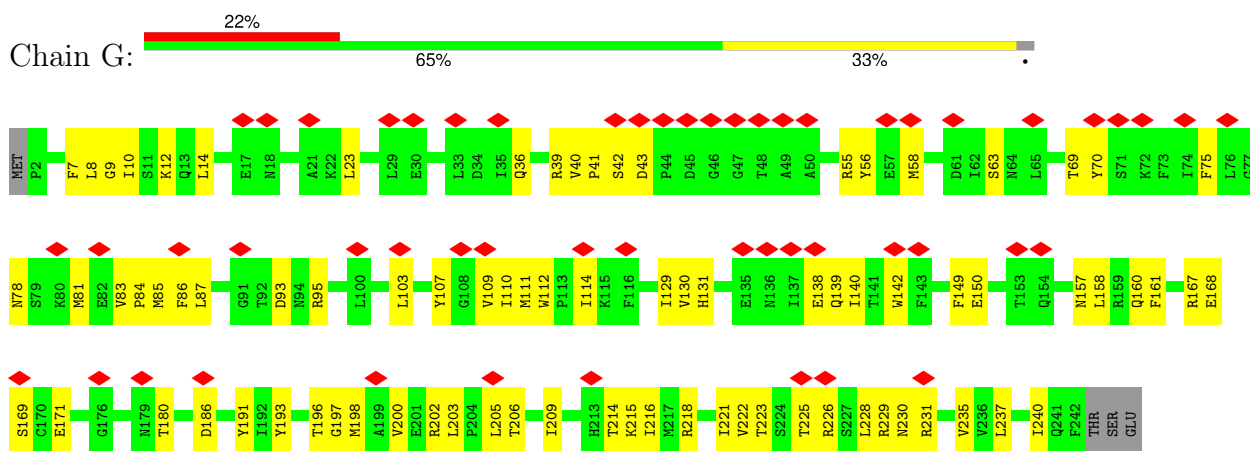 22%
Chain G:
65% 33% •
MET P2 F7 L8 G9 I10 S11 K12 Q13 L14 E17 N18 A21 K22 L23 L29 E30 L33 D34 I35 Q36 R39 V40 P41 S42 D43 P44 D45 G46 G47 T48 A49 A50 R55 Y56 E57 M58 D61 I62 S63 N64 L65 T69 Y70 S71 K72 F73 I74 F75 L76 G77
N78 S79 K80 M81 E82 V83 P84 M85 F86 L87 G91 T92 D93 N94 R95 L100 L103 Y107 G108 V109 I110 M111 W112 P113 I114 K115 F116 I129 V130 H131 E135 N136 I137 E138 Q139 I140 T141 W142 F143 F149 E150 T153 Q154 N157 L158 R159 Q160 F161 R167 E168
S169 C170 E171 G176 N179 T180 D186 Y191 I192 Y193 T196 G197 M198 A199 V200 E201 R202 L203 P204 L205 T206 I209 H213 T214 K215 I216 M217 R218 I221 V222 T223 S224 T225 R226 S227 L228 R229 N230 R231 V235 V236 L237 I240 Q241 F242 THR SER GLU